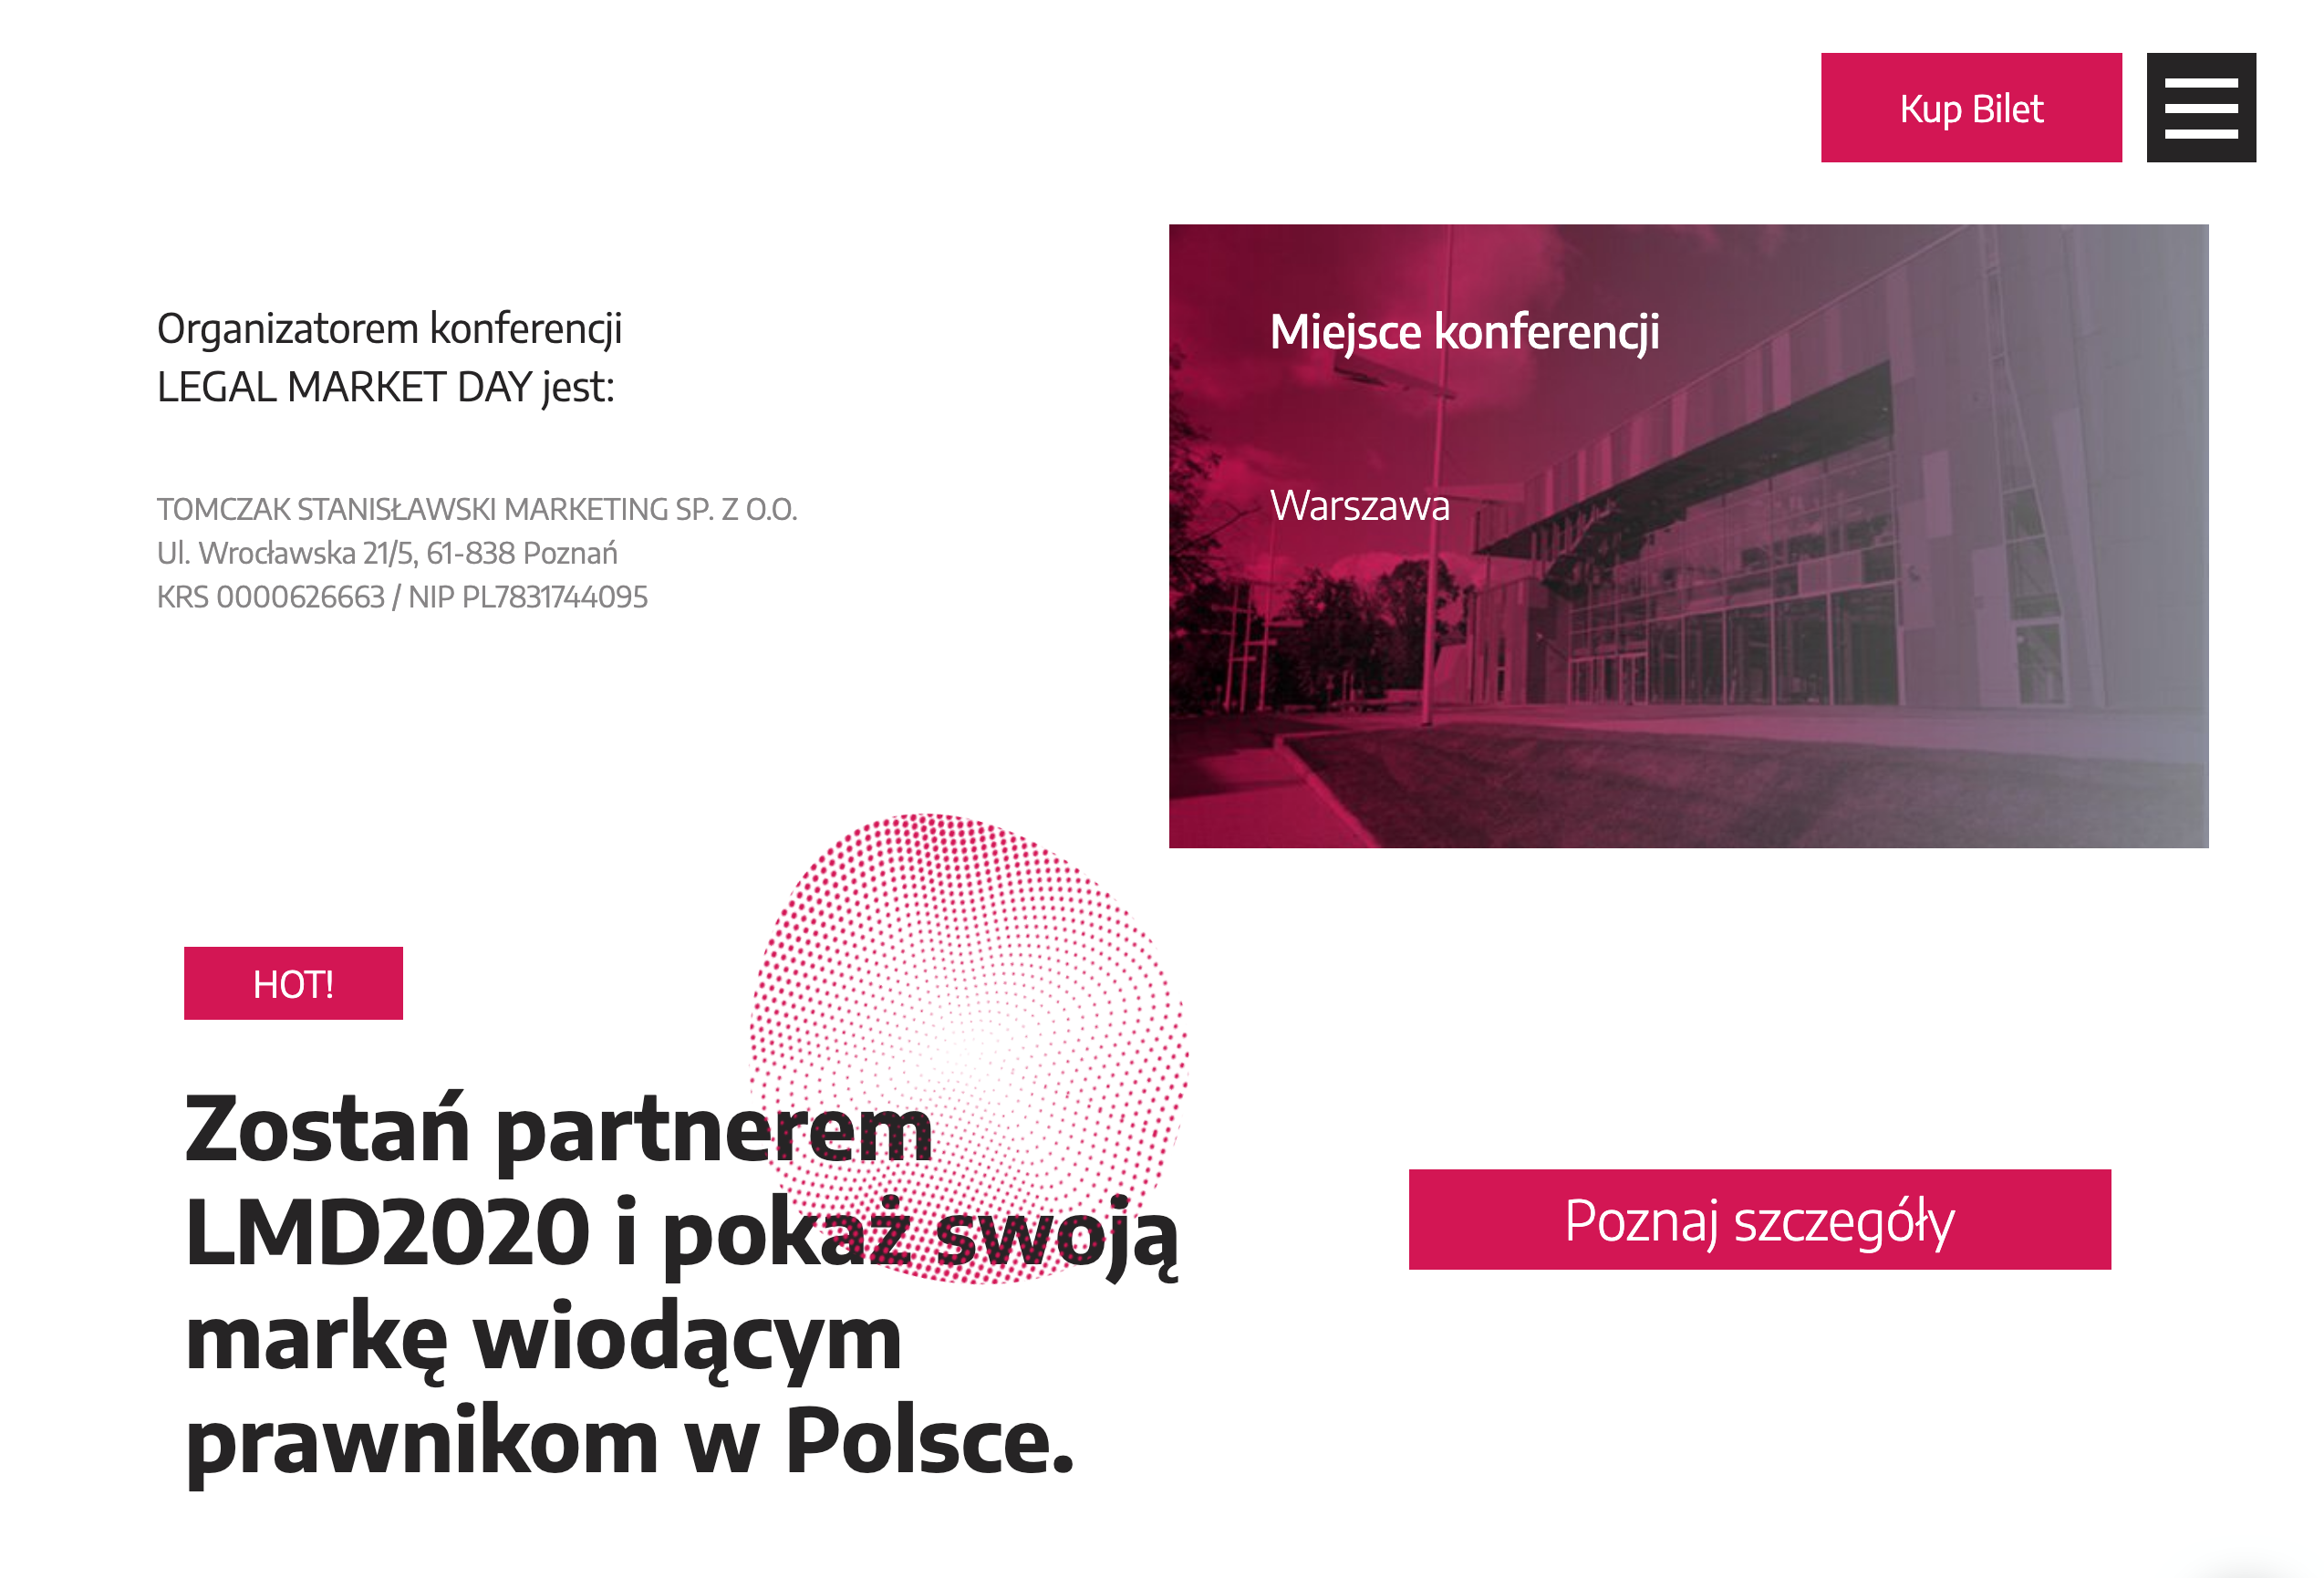 Kup Bilet
Organizatorem konferencji
LEGAL MARKET DAY jest:
TOMCZAK STANISŁAWSKI MARKETING SP. Z O.O.
Ul. Wrocławska 21/5, 61-838 Poznań
KRS 0000626663 / NIP PL7831744095
Miejsce konferencji
Warszawa
HOT!
Zostań partnerem
LMD2020 i pokaż swoją
markę wiodącym
prawnikom w Polsce.
Poznaj szczegóły